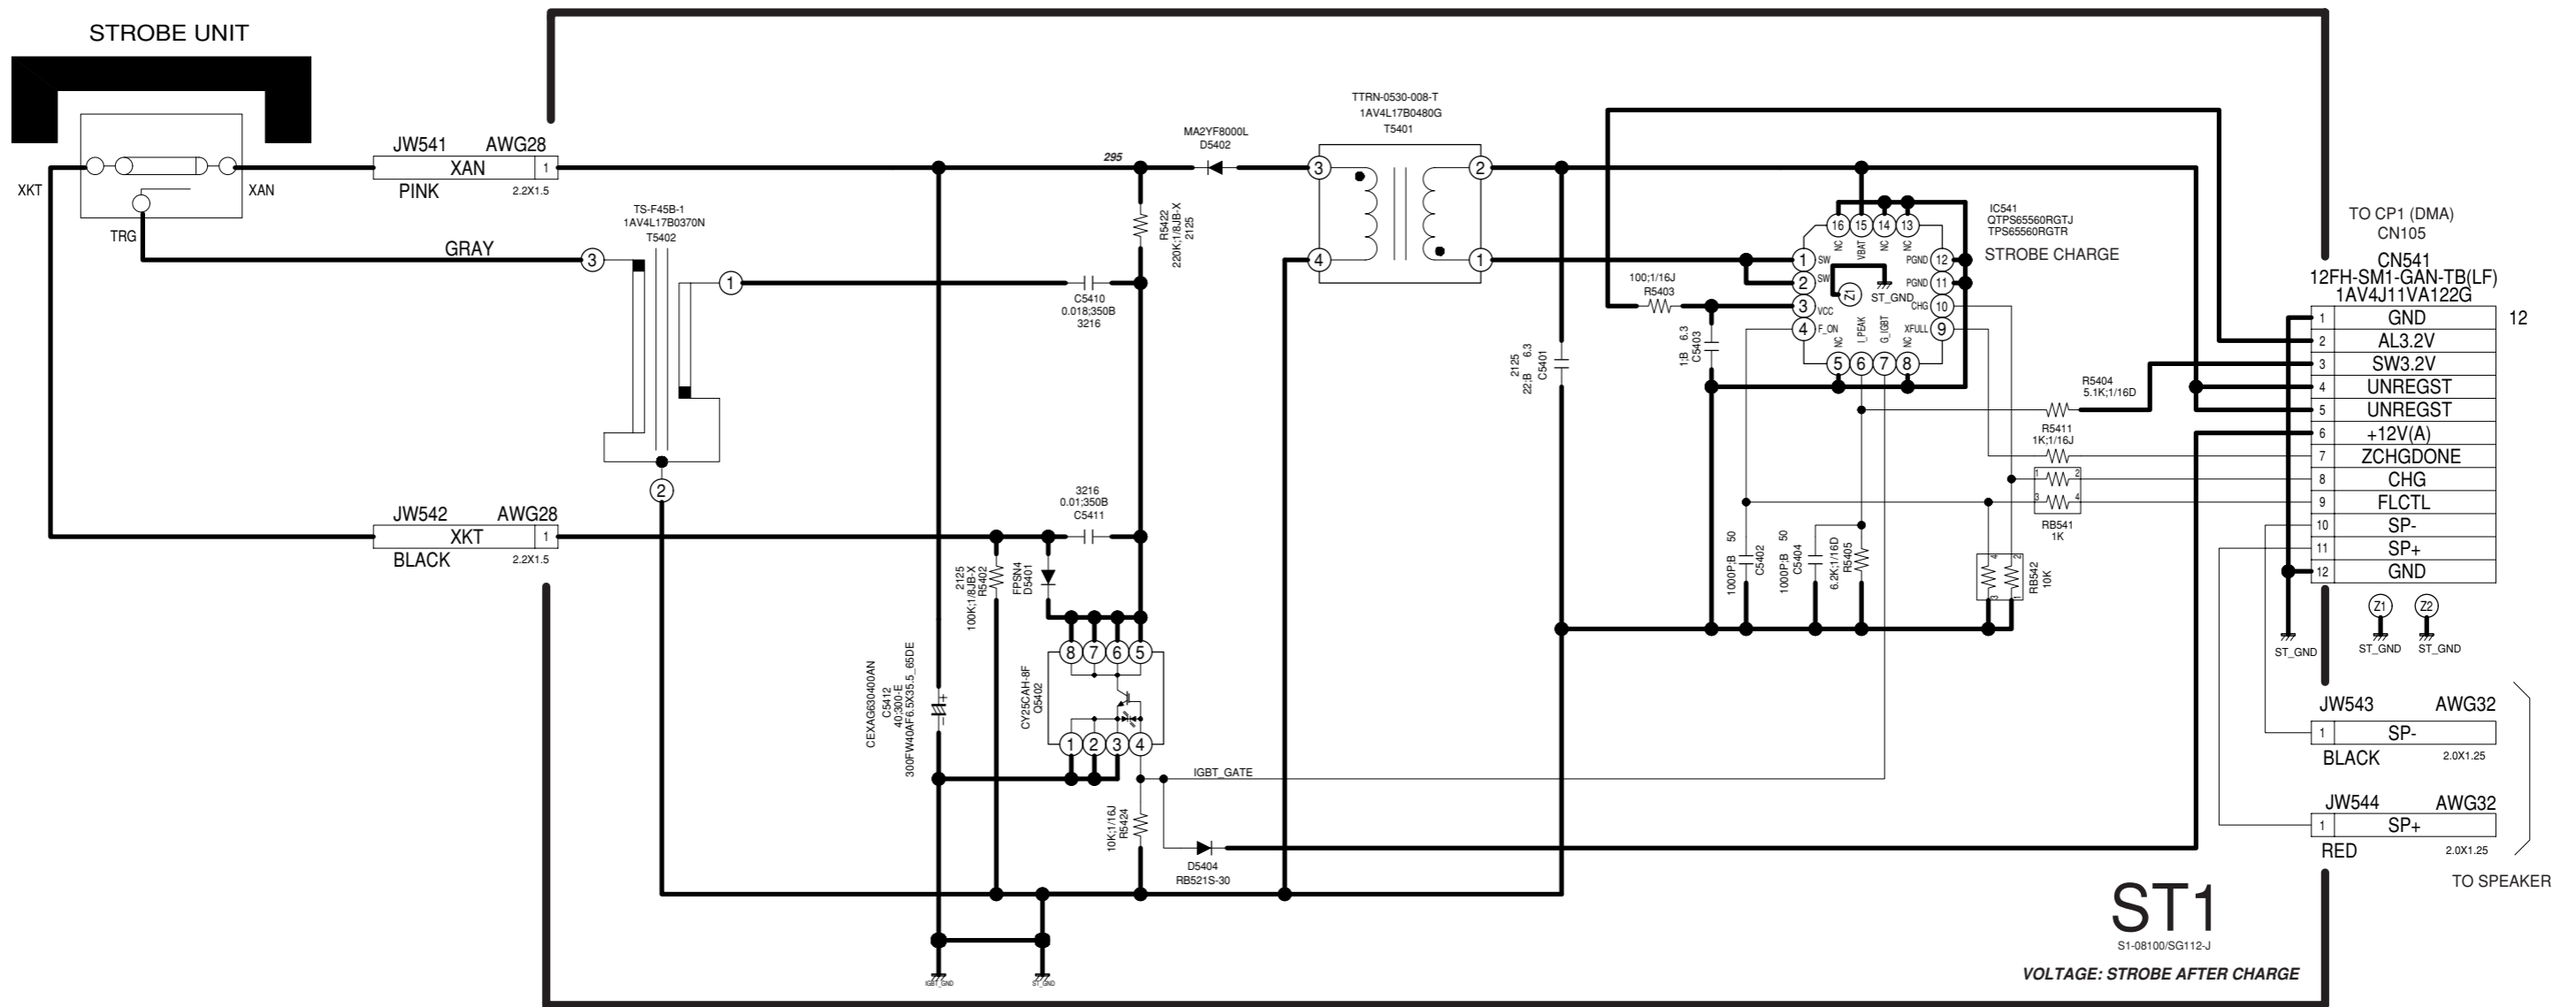 STROBE UNIT
XKT
XAN
TRG
JW541 AWG28
XAN 1
PINK 2.2X1.5
GRAY
TS-F45B-1
1AV4L17B0370N
T5402
3
1
2
JW542 AWG28
XKT 1
BLACK 2.2X1.5
295
MA2YF8000L
D5402
R5422
220K;1/8JB-X
2125
C5410
0.018;350B
3216
3216
0.01;350B
C5411
2125
100K;1/8JB-X
R5402
FPSN4
D5401
CEXAG630400AN
C5412
40;300-E
300FW40AF6.5X35.5_65DE
+
−
CY25CAH-8F
Q5402
8 7 6 5
1 2 3 4
IGBT_GATE
10K;1/16J
R5424
D5404
RB521S-30
IGBT_GND
ST_GND
TTRN-0530-008-T
1AV4L17B0480G
T5401
3 2
4 1
2125
22;B 6.3
C5401
100;1/16J
R5403
1;B 6.3
C5403
IC541
QTPS65560RGTJ
TPS65560RGTR
STROBE CHARGE
16 15 14 13
NC VBAT NC NC
1 SW
2 SW
3 VCC
4 F_ON
PGND 12
PGND 11
CHG 10
XFULL 9
Z1
ST_GND
NC I_PEAK G_IGBT NC
5 6 7 8
R5404
5.1K;1/16D
R5411
1K;1/16J
1 2
3 4
RB541
1K
1000P;B 50
C5402
1000P;B 50
C5404
6.2K;1/16D
R5405
4 2
3 1
RB542
10K
TO CP1 (DMA)
CN105
CN541
12FH-SM1-GAN-TB(LF)
1AV4J11VA122G
1 GND 12
2 AL3.2V
3 SW3.2V
4 UNREGST
5 UNREGST
6 +12V(A)
7 ZCHGDONE
8 CHG
9 FLCTL
10 SP-
11 SP+
12 GND
Z1 Z2
ST_GND ST_GND ST_GND
JW543 AWG32
1 SP-
BLACK 2.0X1.25
JW544 AWG32
1 SP+
RED 2.0X1.25
TO SPEAKER
ST1
S1-08100/SG112-J
VOLTAGE: STROBE AFTER CHARGE